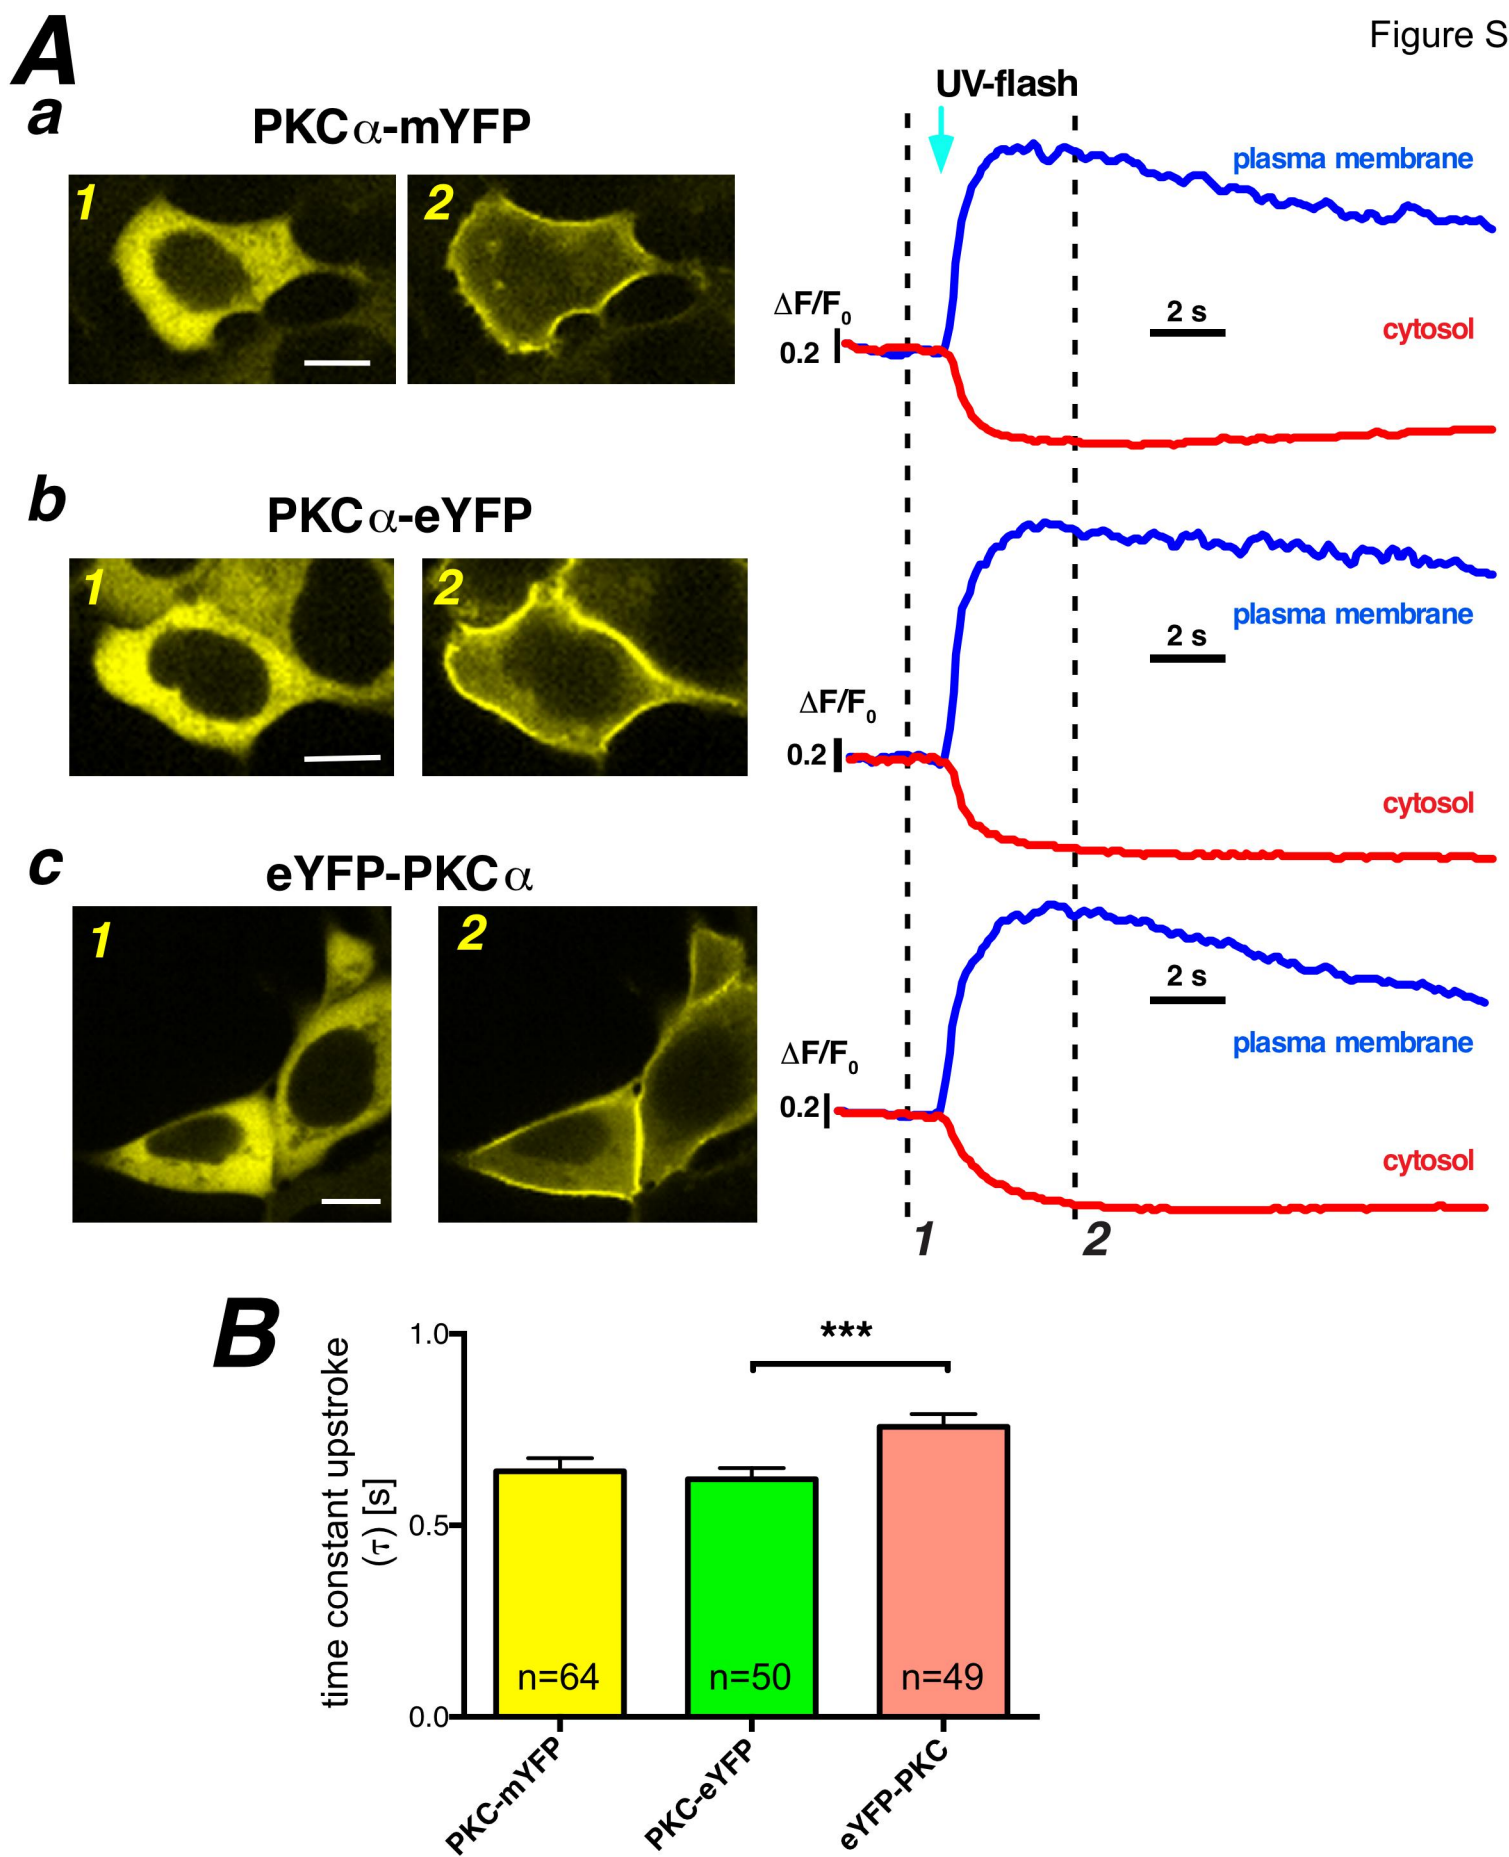 Figure S
A
a
PKCα-mYFP
1
2
UV-flash
plasma membrane
ΔF/F0
0.2
2 s
cytosol
b
PKCα-eYFP
1
2
plasma membrane
2 s
ΔF/F0
0.2
cytosol
c
eYFP-PKCα
1
2
2 s
plasma membrane
ΔF/F0
0.2
cytosol
1
2
B
time constant upstroke
(τ) [s]
1.0
0.5
0.0
***
n=64
n=50
n=49
PKC-mYFP
PKC-eYFP
eYFP-PKC